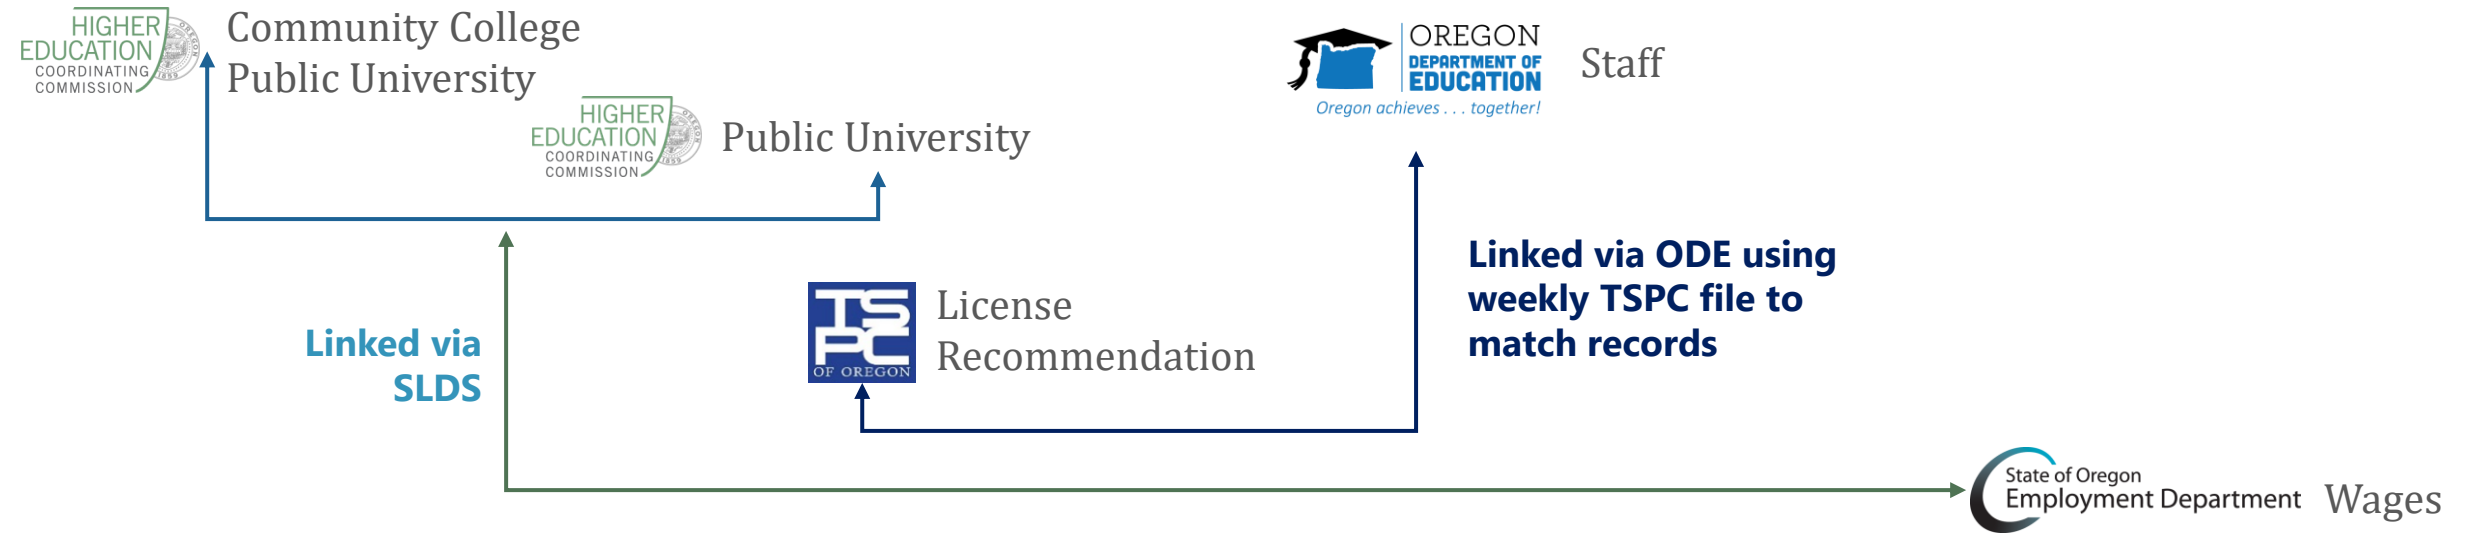 HIGHER
EDUCATION
COORDINATING
COMMISSION
Community College
Public University
HIGHER
EDUCATION
COORDINATING
COMMISSION
Public University
OREGON
DEPARTMENT OF
EDUCATION
Oregon achieves . . . together!
Staff
Linked via
SLDS
TSPC
OF OREGON
License
Recommendation
Linked via ODE using
weekly TSPC file to
match records
State of Oregon
Employment Department
Wages